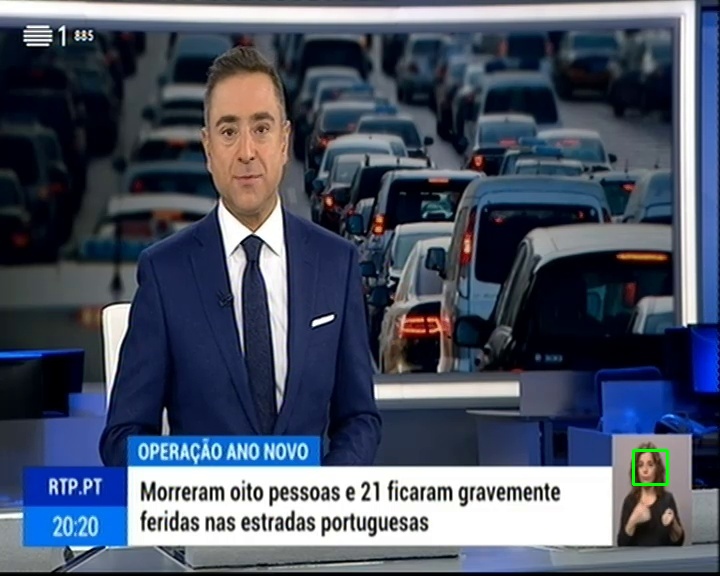 1 885
OPERAÇÃO ANO NOVO
RTP.PT
Morreram oito pessoas e 21 ficaram gravemente
feridas nas estradas portuguesas
20:20